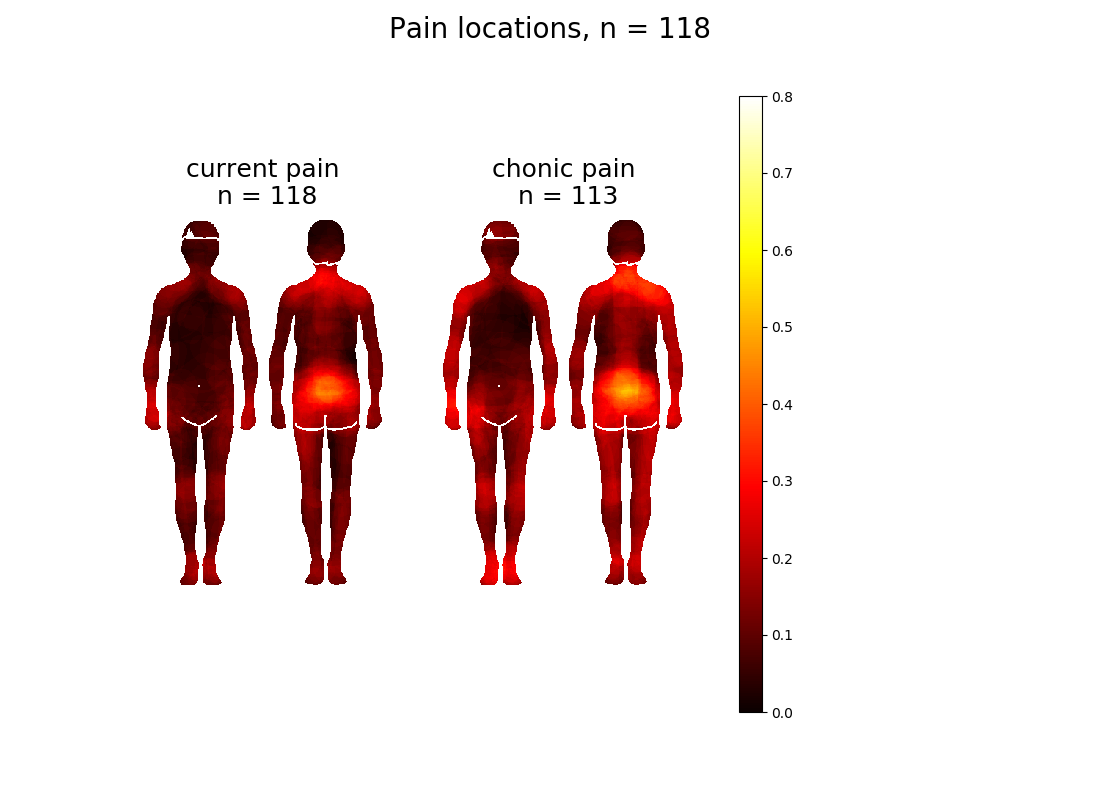 Pain locations, n = 118
current pain
n = 118
chonic pain
n = 113
0.8
0.7
0.6
0.5
0.4
0.3
0.2
0.1
0.0